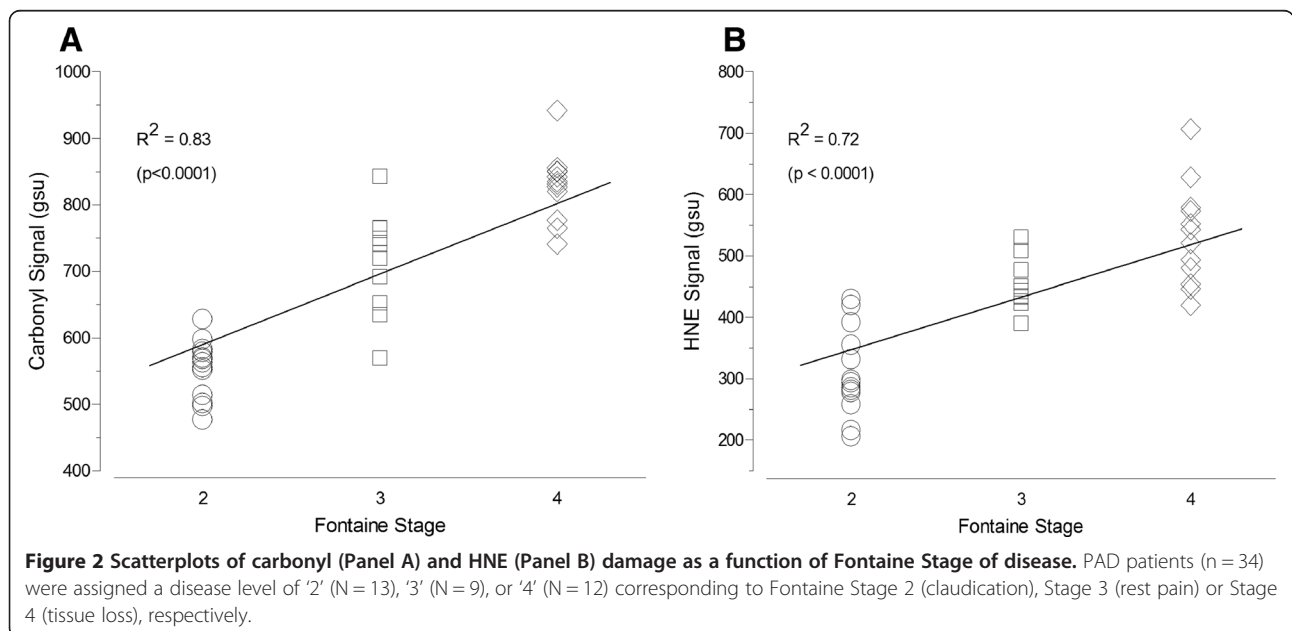 A
1000
900
800
700
600
500
400
Carbonyl Signal (gsu)
R² = 0.83
(p<0.0001)
2 3 4
Fontaine Stage
B
800
700
600
500
400
300
200
HNE Signal (gsu)
R² = 0.72
(p < 0.0001)
2 3 4
Fontaine Stage
Figure 2 Scatterplots of carbonyl (Panel A) and HNE (Panel B) damage as a function of Fontaine Stage of disease. PAD patients (n = 34)
were assigned a disease level of ‘2’ (N = 13), ‘3’ (N = 9), or ‘4’ (N = 12) corresponding to Fontaine Stage 2 (claudication), Stage 3 (rest pain) or Stage
4 (tissue loss), respectively.